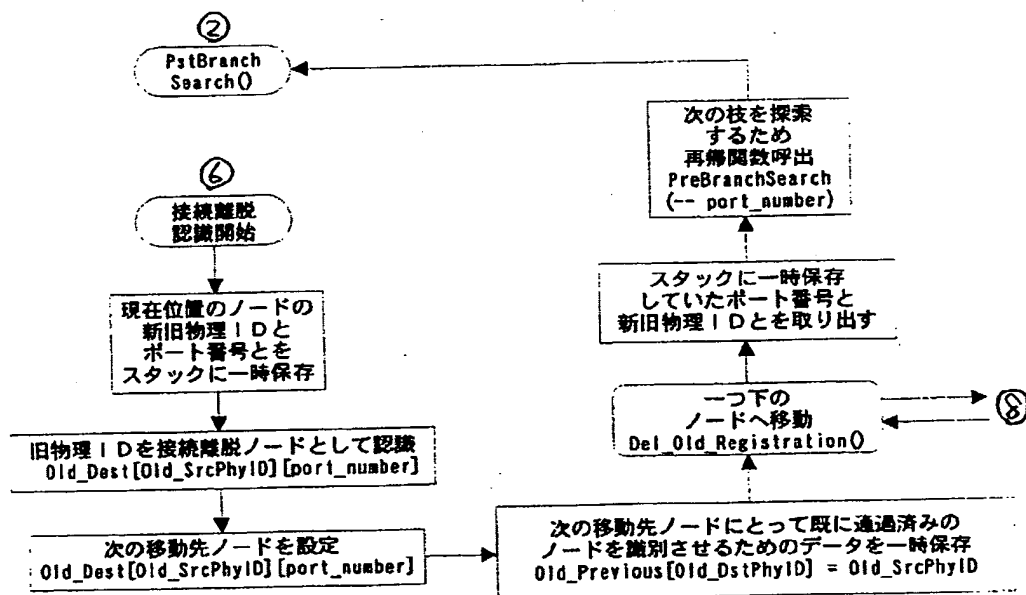 ②
PstBranch
Search()
⑥
接続離脱
認識開始
現在位置のノードの
新旧物理IDと
ポート番号とを
スタックに一時保存
旧物理IDを接続離脱ノードとして認識
Old_Dest[Old_SrcPhyID][port_number]
次の移動先ノードを設定
Old_Dest[Old_SrcPhyID][port_number]
次の移動先ノードにとって既に通過済みの
ノードを識別させるためのデータを一時保存
Old_Previous[Old_DstPhyID] = Old_SrcPhyID
一つ下の
ノードへ移動
Del_Old_Registration()
⑧
スタックに一時保存
していたポート番号と
新旧物理IDとを取り出す
次の枝を探索
するため
再帰関数呼出
PreBranchSearch
(-- port_number)